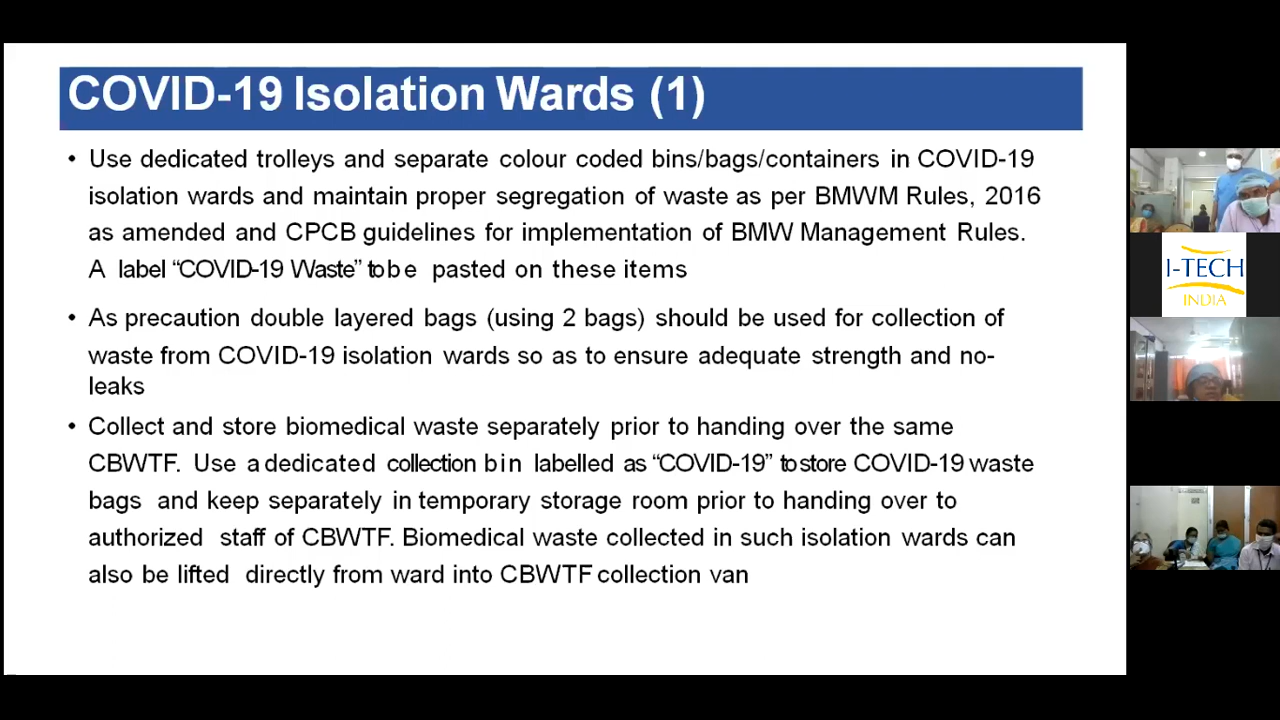 COVID-19 Isolation Wards (1)
• Use dedicated trolleys and separate colour coded bins/bags/containers in COVID-19
isolation wards and maintain proper segregation of waste as per BMWM Rules, 2016
as amended and CPCB guidelines for implementation of BMW Management Rules.
A label “COVID-19 Waste” tobe pasted on these items
• As precaution double layered bags (using 2 bags) should be used for collection of
waste from COVID-19 isolation wards so as to ensure adequate strength and no-
leaks
• Collect and store biomedical waste separately prior to handing over the same
CBWTF. Use a dedicated collection bin labelled as “COVID-19” to store COVID-19 waste
bags and keep separately in temporary storage room prior to handing over to
authorized staff of CBWTF. Biomedical waste collected in such isolation wards can
also be lifted directly from ward into CBWTF collection van
I-TECH
INDIA